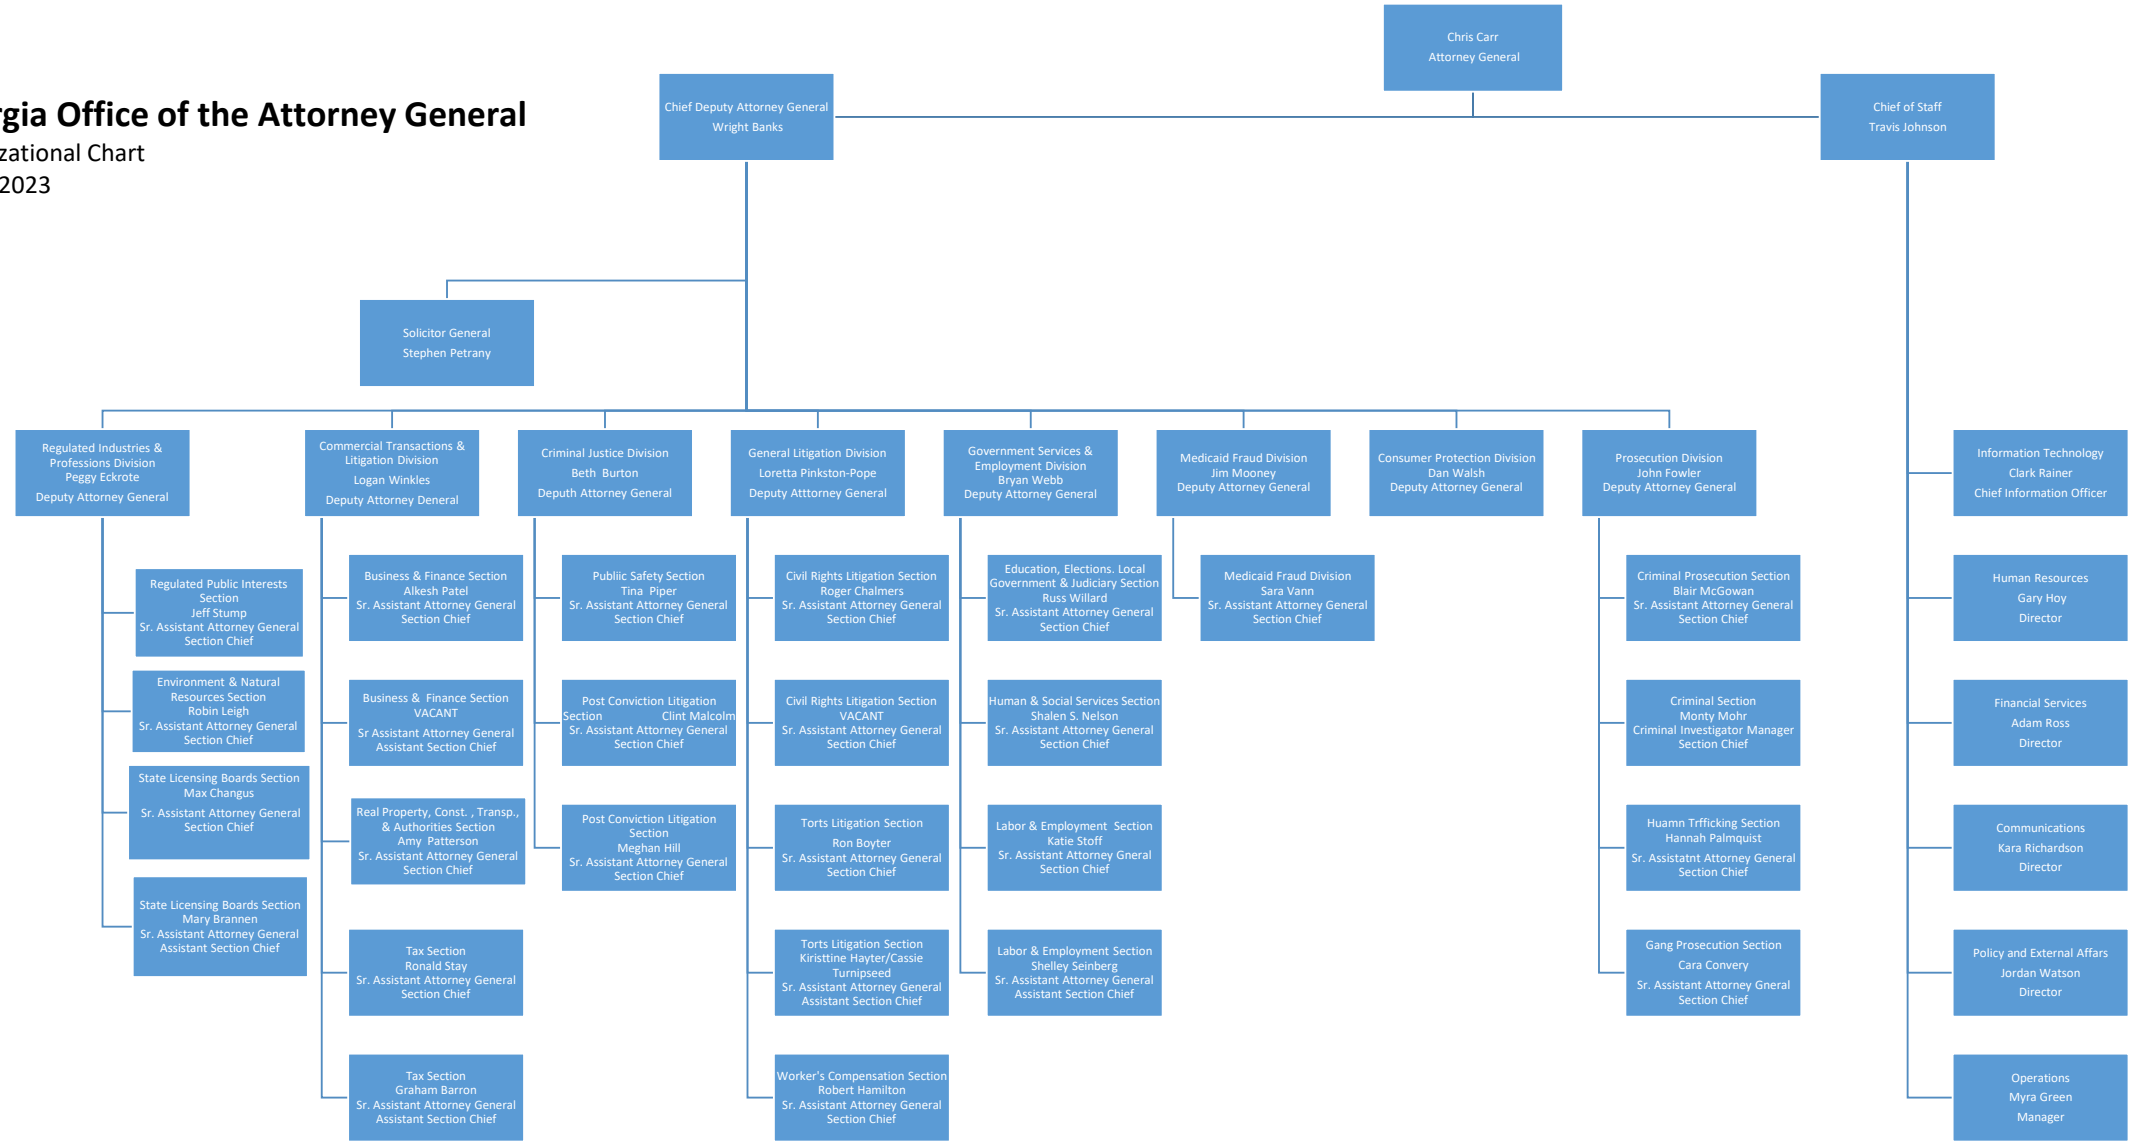 Chris Carr
Attorney General
Chief Deputy Attorney General
Wright Banks
Chief of Staff
Travis Johnson
rgia Office of the Attorney General
zational Chart
2023
Solicitor General
Stephen Petrany
Regulated Industries &
Professions Division
Peggy Eckrote
Deputy Attorney General
Commercial Transactions &
Litigation Division
Logan Winkles
Deputy Attorney Deneral
Criminal Justice Division
Beth Burton
Deputh Attorney General
General Litigation Division
Loretta Pinkston-Pope
Deputy Atttorney General
Government Services &
Employment Division
Bryan Webb
Deputy Attorney General
Medicaid Fraud Division
Jim Mooney
Deputy Attorney General
Consumer Protection Division
Dan Walsh
Deputy Attorney General
Prosecution Division
John Fowler
Deputy Attorney General
Information Technology
Clark Rainer
Chief Information Officer
Regulated Public Interests
Section
Jeff Stump
Sr. Assistant Attorney General
Section Chief
Environment & Natural
Resources Section
Robin Leigh
Sr. Assistant Attorney General
Section Chief
State Licensing Boards Section
Max Changus
Sr. Assistant Attorney General
Section Chief
State Licensing Boards Section
Mary Brannen
Sr. Assistant Attorney General
Assistant Section Chief
Business & Finance Section
Alkesh Patel
Sr. Assistant Attorney General
Section Chief
Business & Finance Section
VACANT
Sr Assistant Attorney General
Assistant Section Chief
Real Property, Const. , Transp.,
& Authorities Section
Amy Patterson
Sr. Assistant Attorney General
Section Chief
Tax Section
Ronald Stay
Sr. Assistant Attorney General
Section Chief
Tax Section
Graham Barron
Sr. Assistant Attorney General
Assistant Section Chief
Publiic Safety Section
Tina Piper
Sr. Assistant Attorney General
Section Chief
Post Conviction Litigation
Section Clint Malcolm
Sr. Assistant Attorney General
Section Chief
Post Conviction Litigation
Section
Meghan Hill
Sr. Assistant Attorney General
Section Chief
Civil Rights Litigation Section
Roger Chalmers
Sr. Assistant Attorney General
Section Chief
Civil Rights Litigation Section
VACANT
Sr. Assistant Attorney General
Section Chief
Torts Litigation Section
Ron Boyter
Sr. Assistant Attorney General
Section Chief
Torts Litigation Section
Kiristtine Hayter/Cassie
Turnipseed
Sr. Assistant Attorney General
Assistant Section Chief
Worker's Compensation Section
Robert Hamilton
Sr. Assistant Attorney General
Section Chief
Education, Elections. Local
Government & Judiciary Section
Russ Willard
Sr. Assistant Attorney General
Section Chief
Human & Social Services Section
Shalen S. Nelson
Sr. Assistant Attorney General
Section Chief
Labor & Employment Section
Katie Stoff
Sr. Assistant Attorney Gneral
Section Chief
Labor & Employment Section
Shelley Seinberg
Sr. Assistant Attorney General
Assistant Section Chief
Medicaid Fraud Division
Sara Vann
Sr. Assistant Attorney General
Section Chief
Criminal Prosecution Section
Blair McGowan
Sr. Assistant Attorney General
Section Chief
Criminal Section
Monty Mohr
Criminal Investigator Manager
Section Chief
Huamn Trfficking Section
Hannah Palmquist
Sr. Assistatnt Attorney General
Section Chief
Gang Prosecution Section
Cara Convery
Sr. Assistant Attorney Gneral
Section Chief
Human Resources
Gary Hoy
Director
Financial Services
Adam Ross
Director
Communications
Kara Richardson
Director
Policy and External Affars
Jordan Watson
Director
Operations
Myra Green
Manager